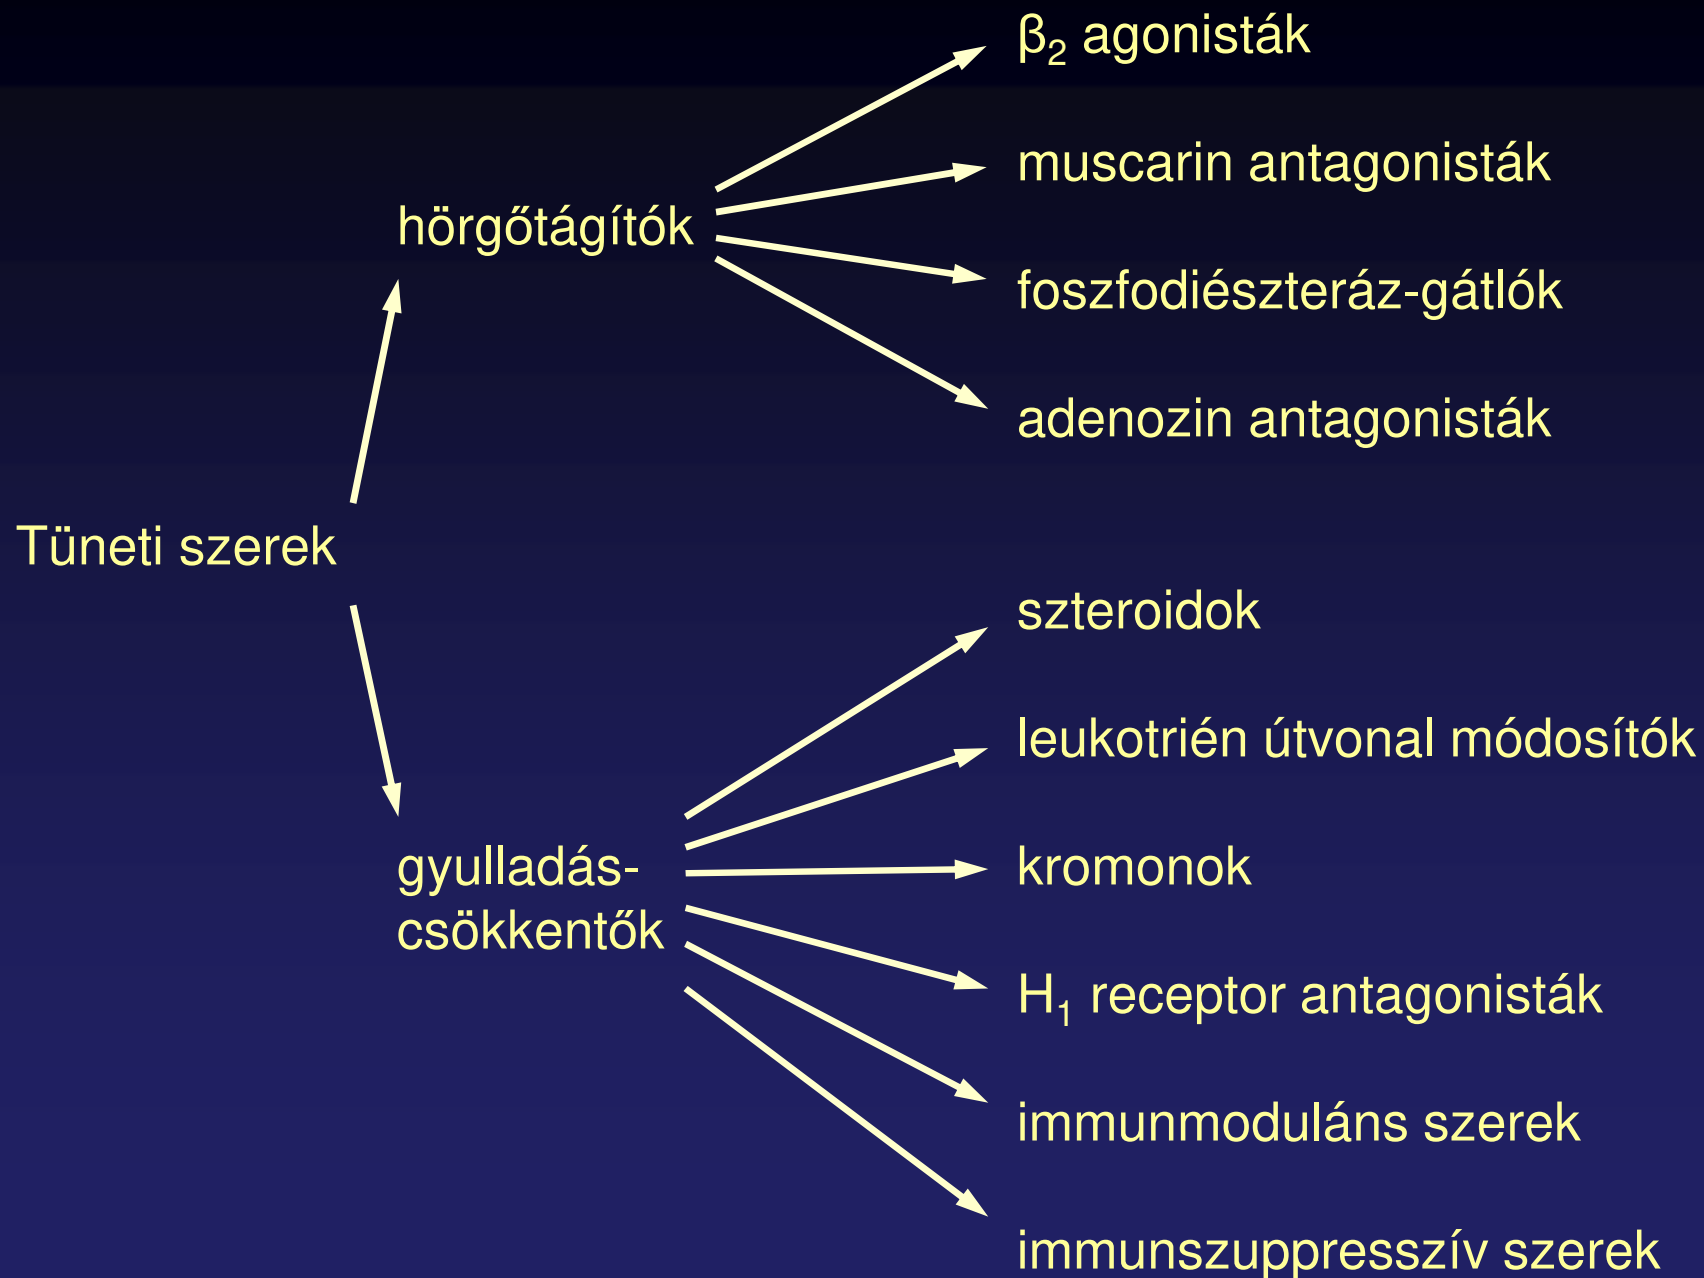 β₂ agonisták
muscarin antagonisták
hörgőtágítók
foszfodiészteráz-gátlók
adenozin antagonisták
Tüneti szerek
szteroidok
leukotrién útvonal módosítók
gyulladás-
csökkentők
kromonok
H₁ receptor antagonisták
immunmoduláns szerek
immunszuppresszív szerek